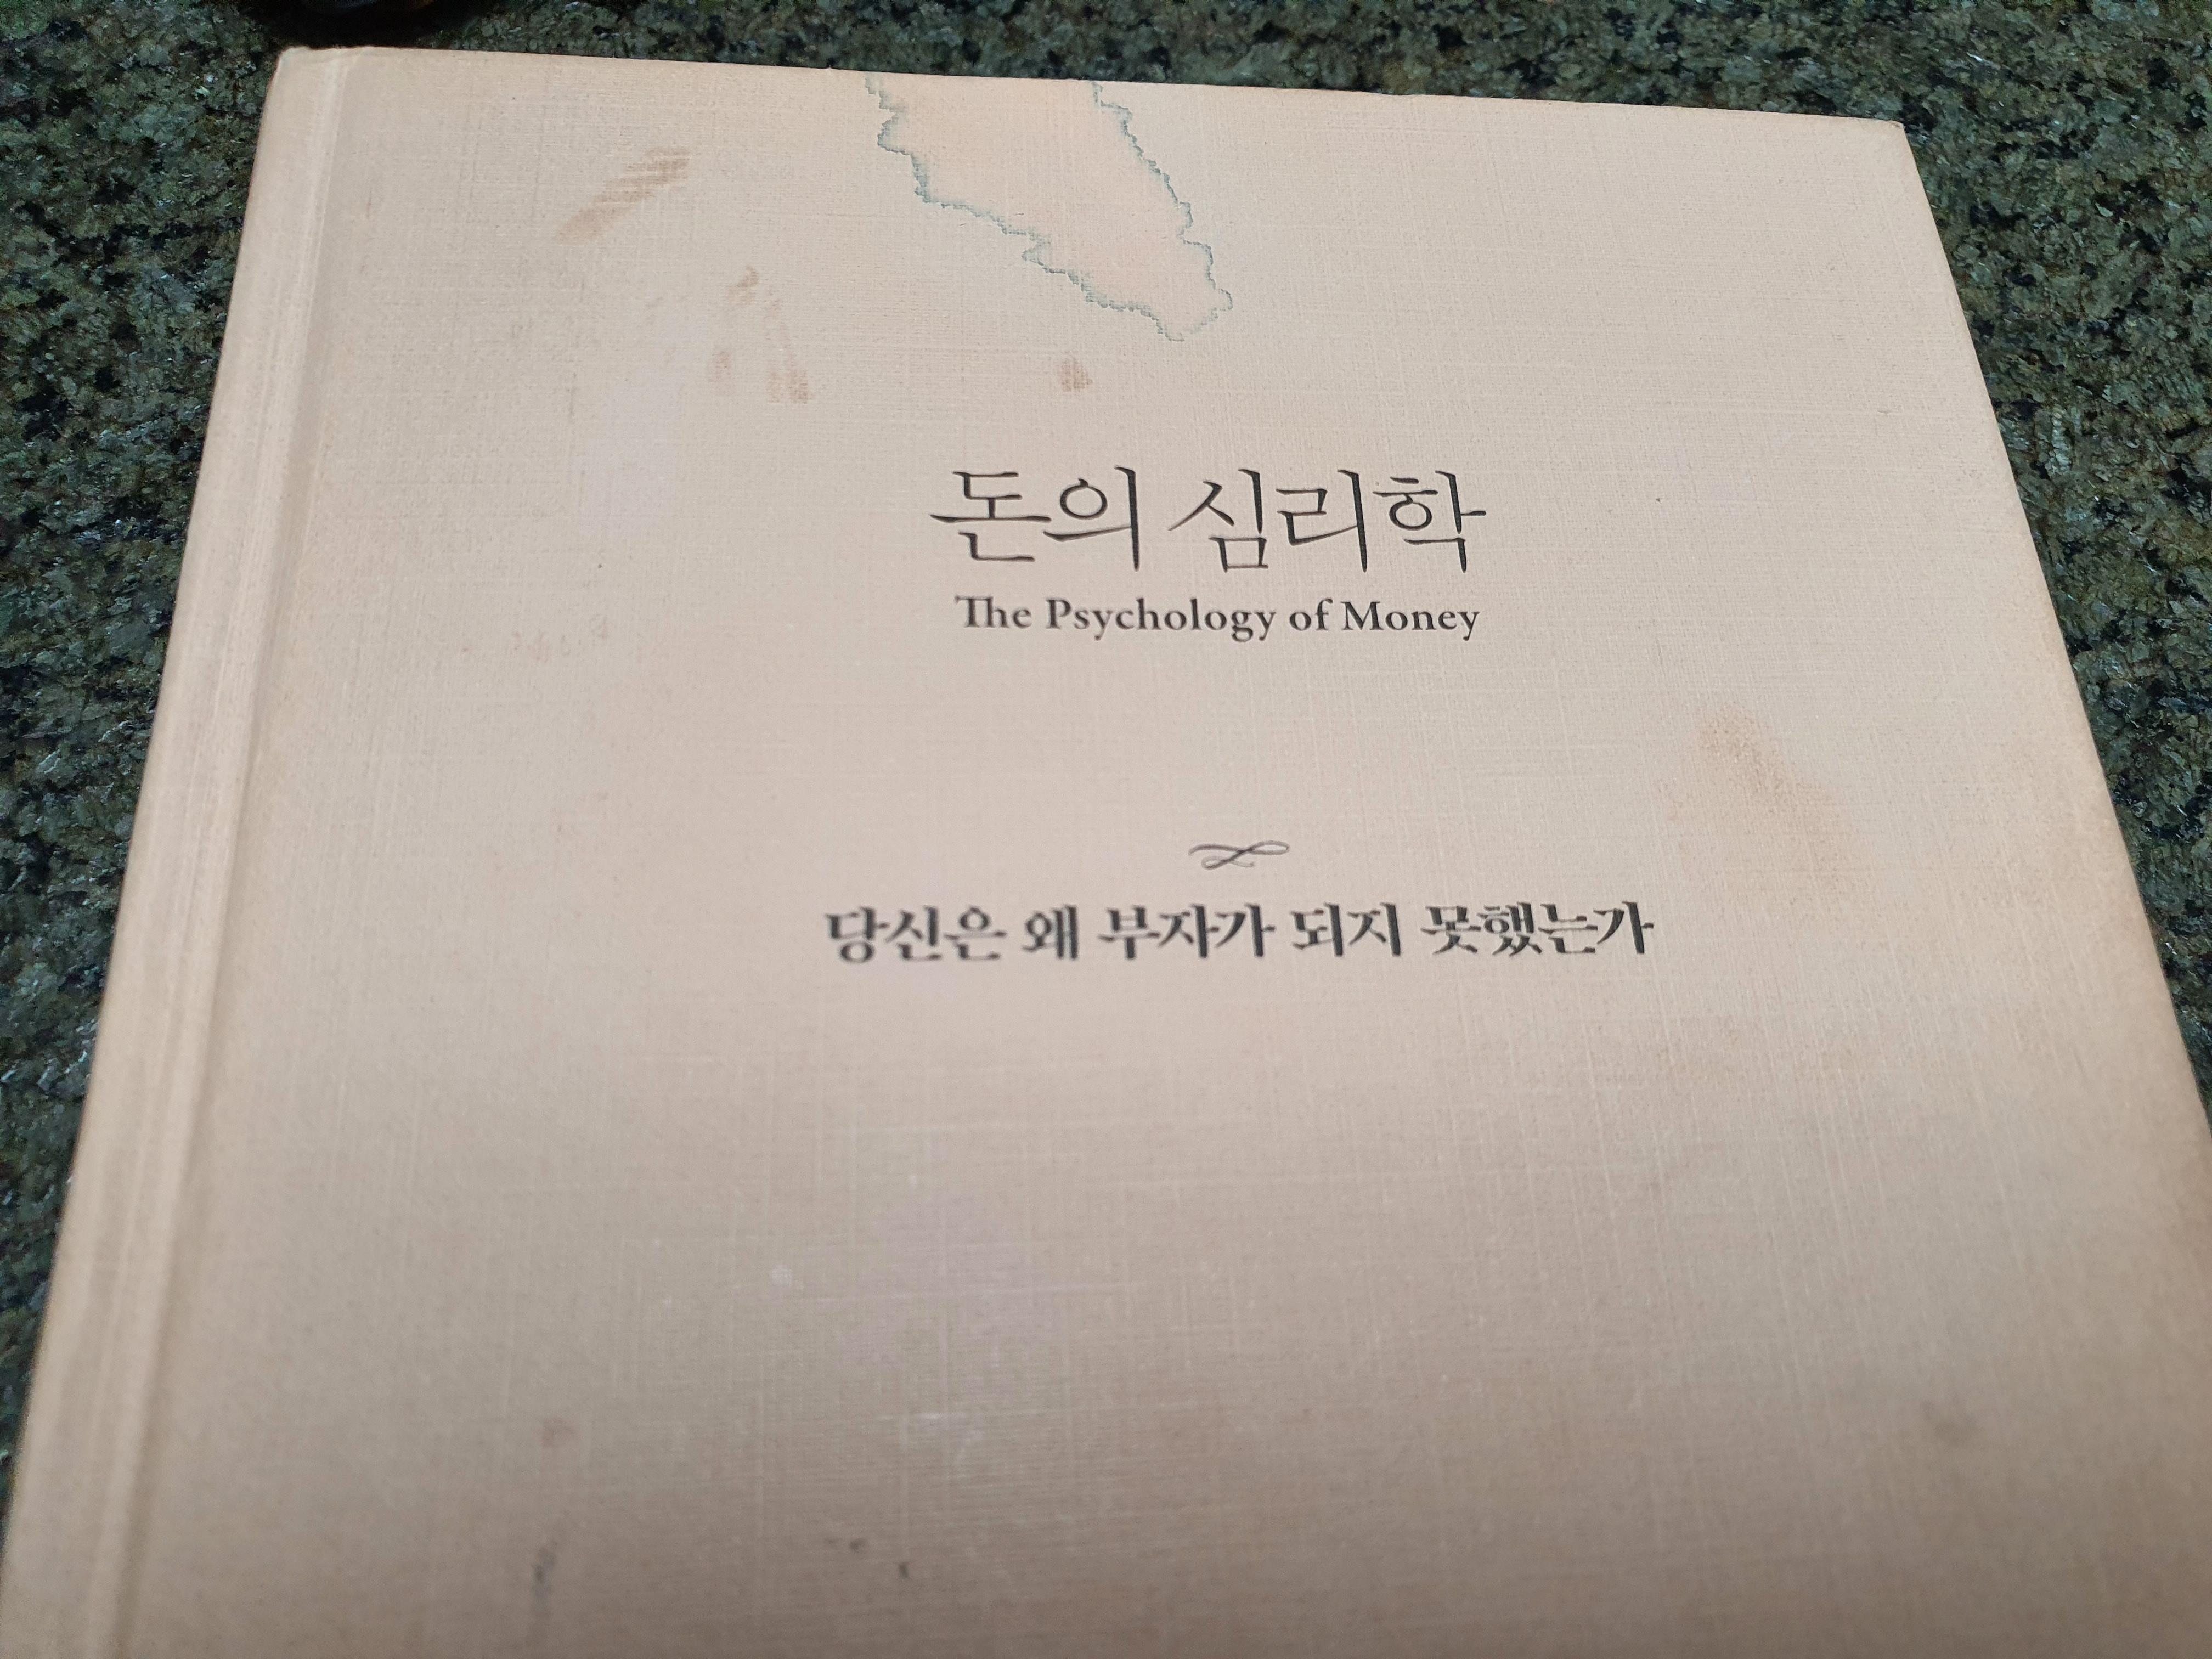 돈의 심리학
The Psychology of Money
당신은 왜 부자가 되지 못했는가